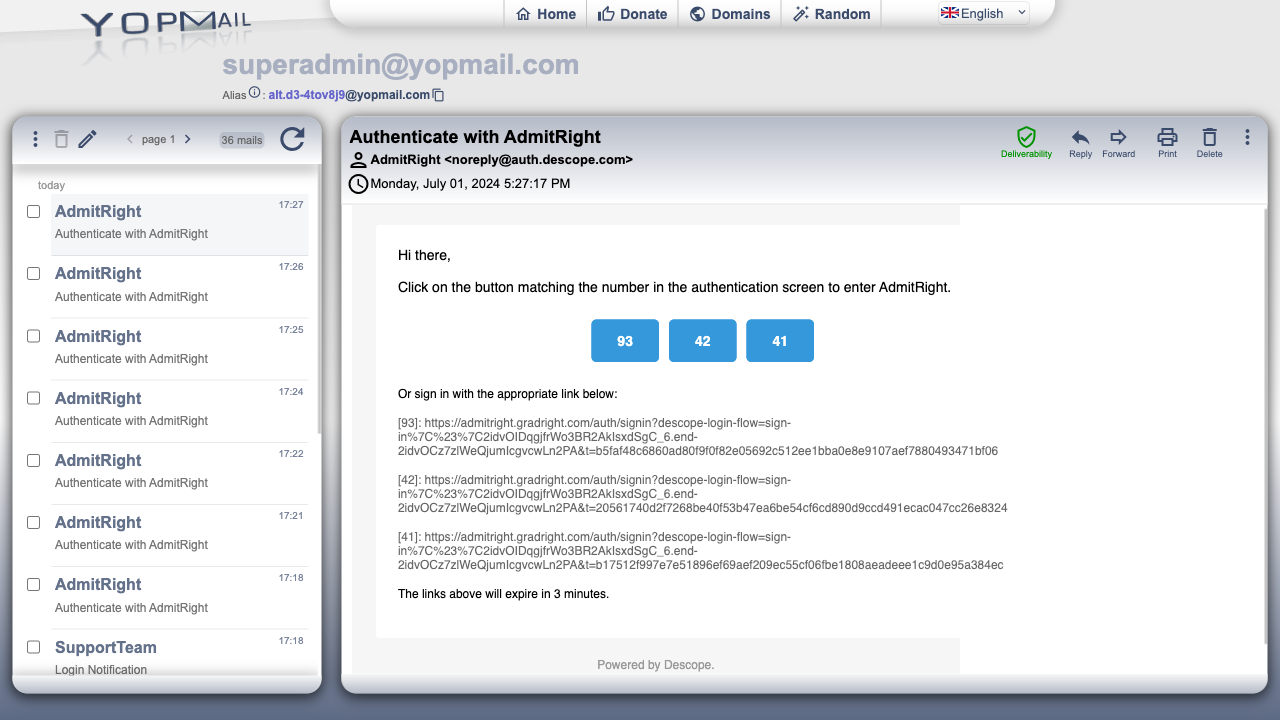 YOPMAIL
Home
Donate
Domains
Random
English
superadmin@yopmail.com
Alias : alt.d3-4tov8j9@yopmail.com
page 1
36 mails
today
AdmitRight 17:27
Authenticate with AdmitRight
AdmitRight 17:26
Authenticate with AdmitRight
AdmitRight 17:25
Authenticate with AdmitRight
AdmitRight 17:24
Authenticate with AdmitRight
AdmitRight 17:22
Authenticate with AdmitRight
AdmitRight 17:21
Authenticate with AdmitRight
AdmitRight 17:18
Authenticate with AdmitRight
SupportTeam 17:18
Login Notification
Authenticate with AdmitRight
AdmitRight <noreply@auth.descope.com>
Monday, July 01, 2024 5:27:17 PM
Deliverability
Reply
Forward
Print
Delete
Hi there,
Click on the button matching the number in the authentication screen to enter AdmitRight.
93 42 41
Or sign in with the appropriate link below:
[93]: https://admitright.gradright.com/auth/signin?descope-login-flow=sign-
in%7C%23%7C2idvOIDqgjfrWo3BR2AkIsxdSgC_6.end-
2idvOCz7zlWeQjumIcgvcwLn2PA&t=b5faf48c6860ad80f9f0f82e05692c512ee1bba0e8e9107aef7880493471bf06
[42]: https://admitright.gradright.com/auth/signin?descope-login-flow=sign-
in%7C%23%7C2idvOIDqgjfrWo3BR2AkIsxdSgC_6.end-
2idvOCz7zlWeQjumIcgvcwLn2PA&t=20561740d2f7268be40f53b47ea6be54cf6cd890d9ccd491ecac047cc26e8324
[41]: https://admitright.gradright.com/auth/signin?descope-login-flow=sign-
in%7C%23%7C2idvOIDqgjfrWo3BR2AkIsxdSgC_6.end-
2idvOCz7zlWeQjumIcgvcwLn2PA&t=b17512f997e7e51896ef69aef209ec55cf06fbe1808aeadeee1c9d0e95a384ec
The links above will expire in 3 minutes.
Powered by Descope.